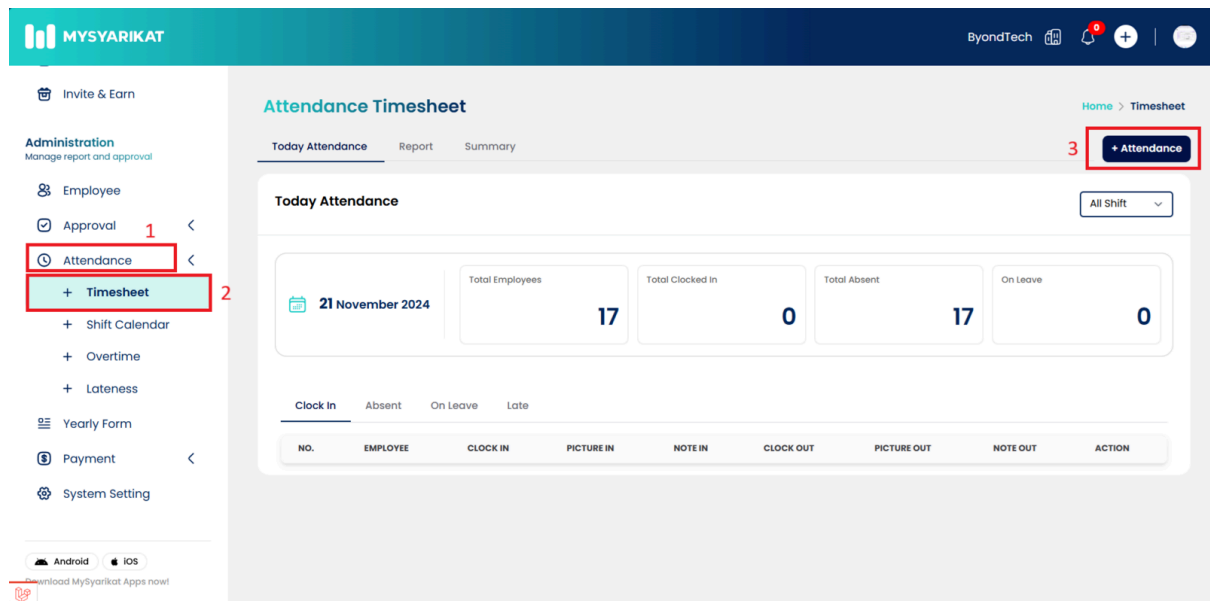 MYSYARIKAT
ByondTech
0
Invite & Earn
Administration
Manage report and approval
Employee
Approval
1
Attendance
Timesheet
2
Shift Calendar
Overtime
Lateness
Yearly Form
Payment
System Setting
Android
iOS
Download MySyarikat Apps now!
Attendance Timesheet
Home > Timesheet
Today Attendance Report Summary
3
+ Attendance
Today Attendance
All Shift
21 November 2024
Total Employees
17
Total Clocked In
0
Total Absent
17
On Leave
0
Clock In Absent On Leave Late
NO. EMPLOYEE CLOCK IN PICTURE IN NOTE IN CLOCK OUT PICTURE OUT NOTE OUT ACTION